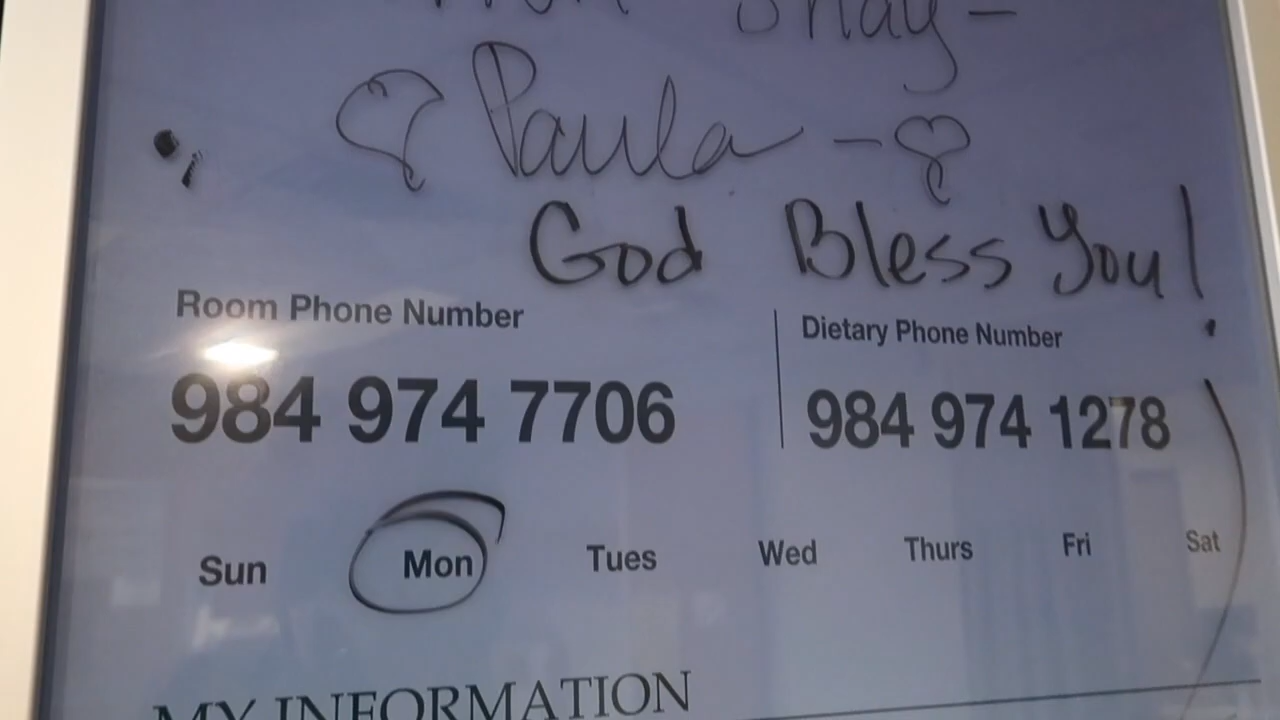 Shay -
Paula -
God Bless You!
Room Phone Number
Dietary Phone Number
984 974 7706
984 974 1278
Sun Mon Tues Wed Thurs Fri Sat
MY INFORMATION